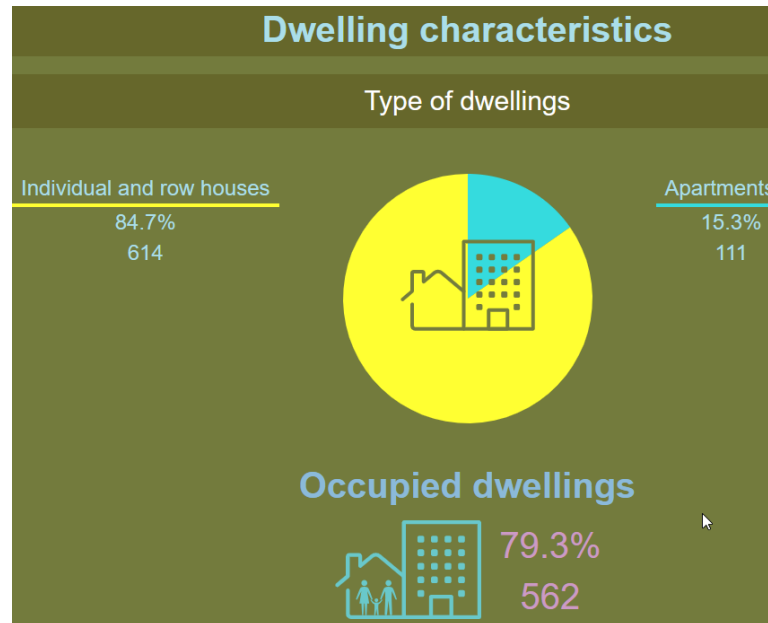 Dwelling characteristics
Type of dwellings
Individual and row houses
84.7%
614
Apartments
15.3%
111
Occupied dwellings
79.3%
562